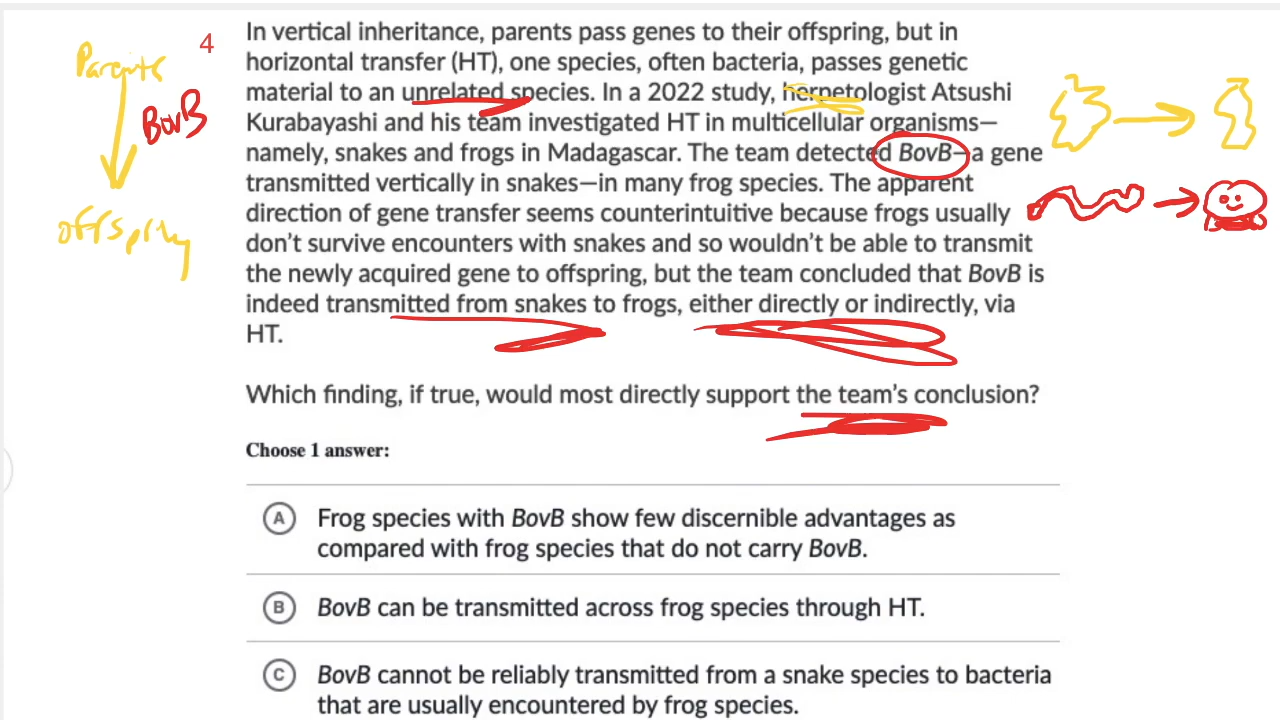 Parents
BovB
offspring
4
In vertical inheritance, parents pass genes to their offspring, but in
horizontal transfer (HT), one species, often bacteria, passes genetic
material to an unrelated species. In a 2022 study, herpetologist Atsushi
Kurabayashi and his team investigated HT in multicellular organisms—
namely, snakes and frogs in Madagascar. The team detected BovB—a gene
transmitted vertically in snakes—in many frog species. The apparent
direction of gene transfer seems counterintuitive because frogs usually
don't survive encounters with snakes and so wouldn't be able to transmit
the newly acquired gene to offspring, but the team concluded that BovB is
indeed transmitted from snakes to frogs, either directly or indirectly, via
HT.
Which finding, if true, would most directly support the team's conclusion?
Choose 1 answer:
A Frog species with BovB show few discernible advantages as
compared with frog species that do not carry BovB.
B BovB can be transmitted across frog species through HT.
C BovB cannot be reliably transmitted from a snake species to bacteria
that are usually encountered by frog species.